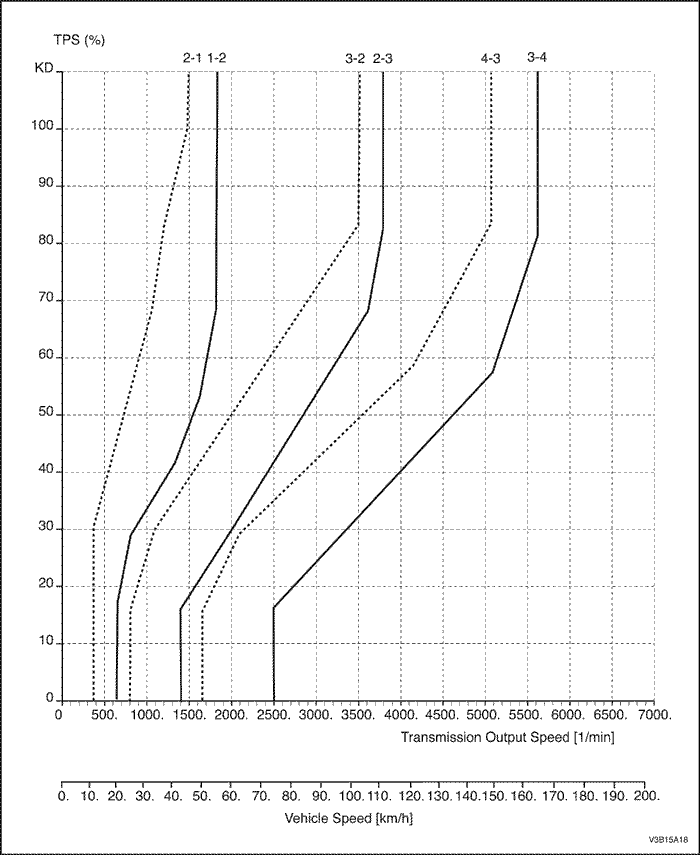 TPS (%)
2-1 1-2 3-2 2-3 4-3 3-4
KD
100
90
80
70
60
50
40
30
20
10
0
0 500. 1000. 1500 2000. 2500. 3000. 3500. 4000. 4500. 5000. 5500. 6000. 6500. 7000.
Transmission Output Speed [1/min]
0. 10. 20. 30. 40. 50. 60. 70. 80. 90. 100. 110. 120. 130. 140. 150. 160. 170. 180. 190. 200.
Vehicle Speed [km/h]
V3B15A18